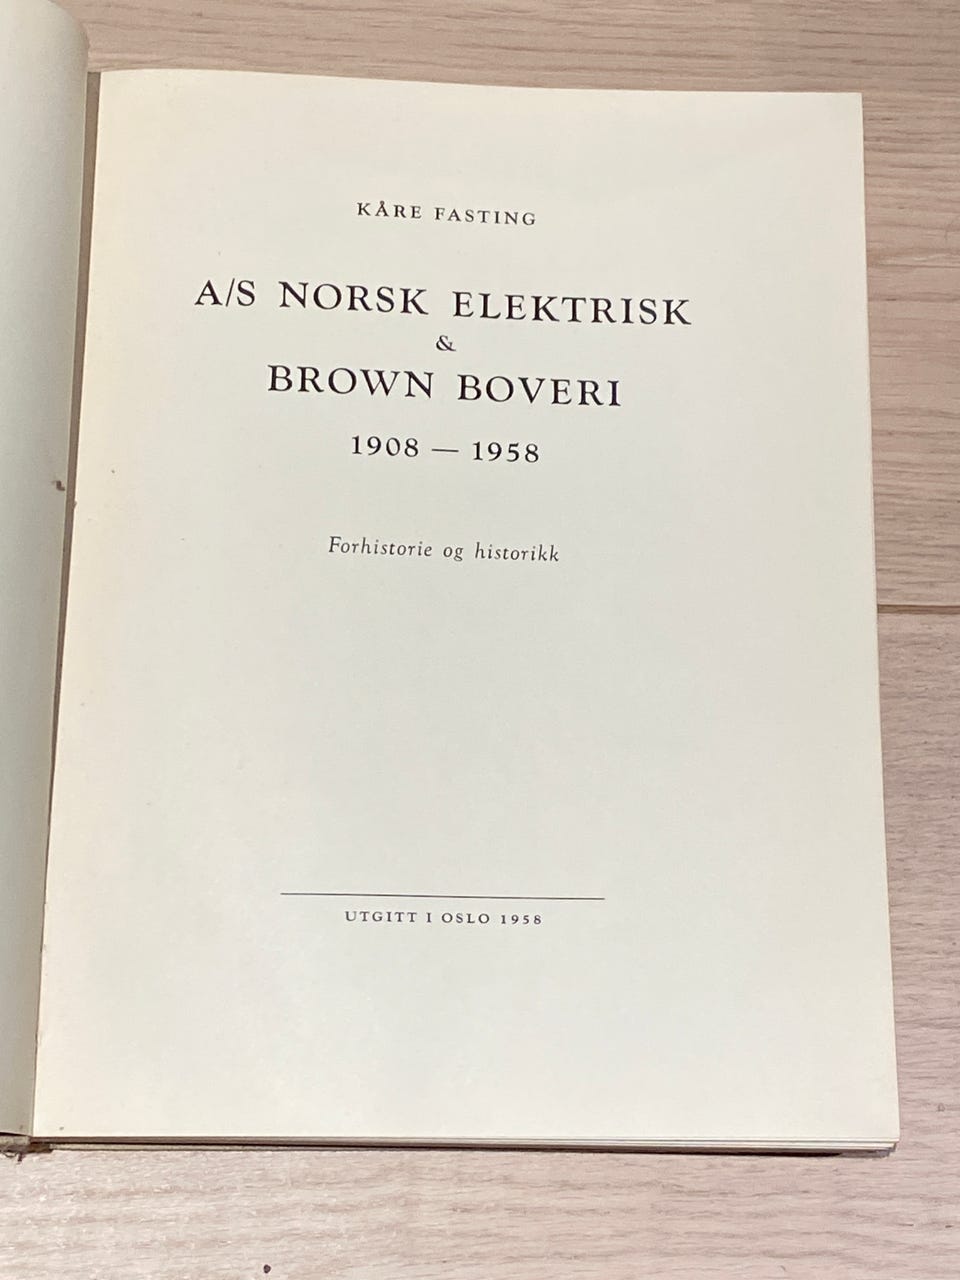 KÅRE FASTING
A/S NORSK ELEKTRISK
&
BROWN BOVERI
1908 — 1958
Forhistorie og historikk
UTGITT I OSLO 1958